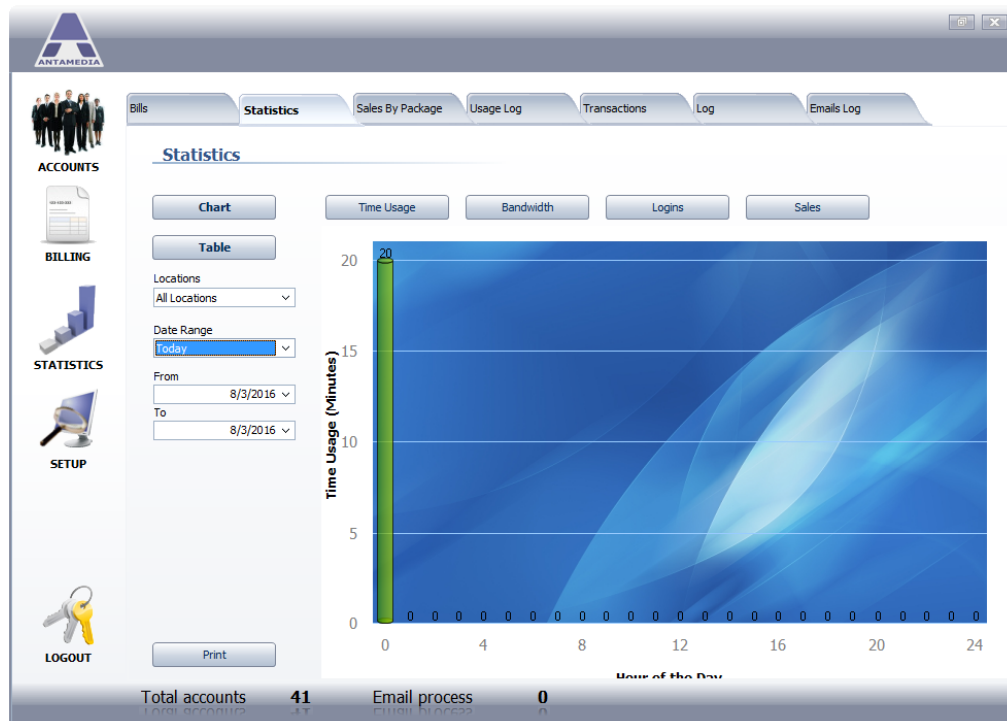 ANTAMEDIA
ACCOUNTS
BILLING
STATISTICS
SETUP
LOGOUT
Bills
Statistics
Sales By Package
Usage Log
Transactions
Log
Emails Log
Statistics
Chart
Table
Locations
All Locations
Date Range
Today
From
8/3/2016
To
8/3/2016
Print
Time Usage
Bandwidth
Logins
Sales
Time Usage (Minutes)
20
15
10
5
0
20
0 0 0 0 0 0 0 0 0 0 0 0 0 0 0 0 0 0 0 0 0 0 0 0
0 4 8 12 16 20 24
Hour of the Day
Total accounts 41 Email process 0